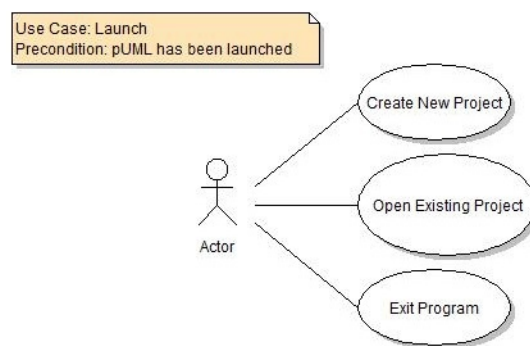 Use Case: Launch
Precondition: pUML has been launched
Create New Project
Open Existing Project
Actor
Exit Program